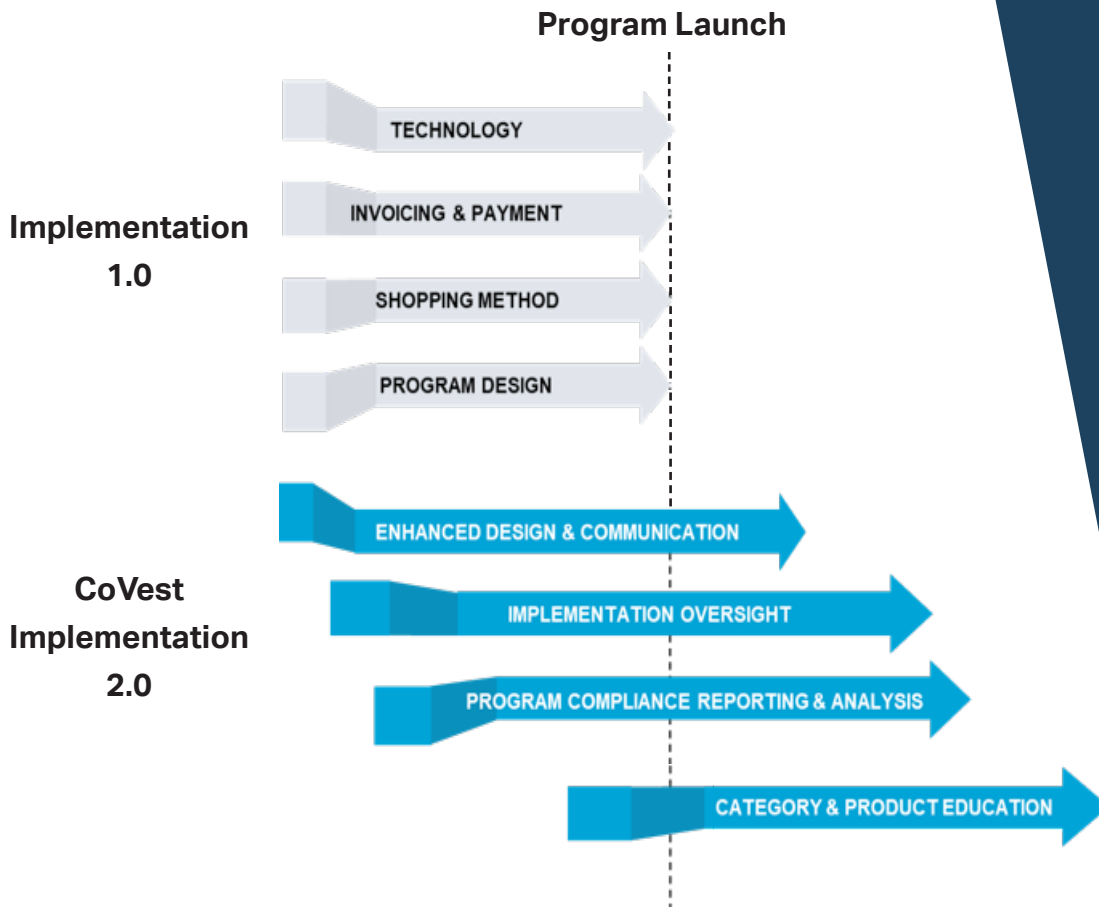 Program Launch
TECHNOLOGY
INVOICING & PAYMENT
Implementation
1.0
SHOPPING METHOD
PROGRAM DESIGN
ENHANCED DESIGN & COMMUNICATION
CoVest
Implementation
2.0
IMPLEMENTATION OVERSIGHT
PROGRAM COMPLIANCE REPORTING & ANALYSIS
CATEGORY & PRODUCT EDUCATION